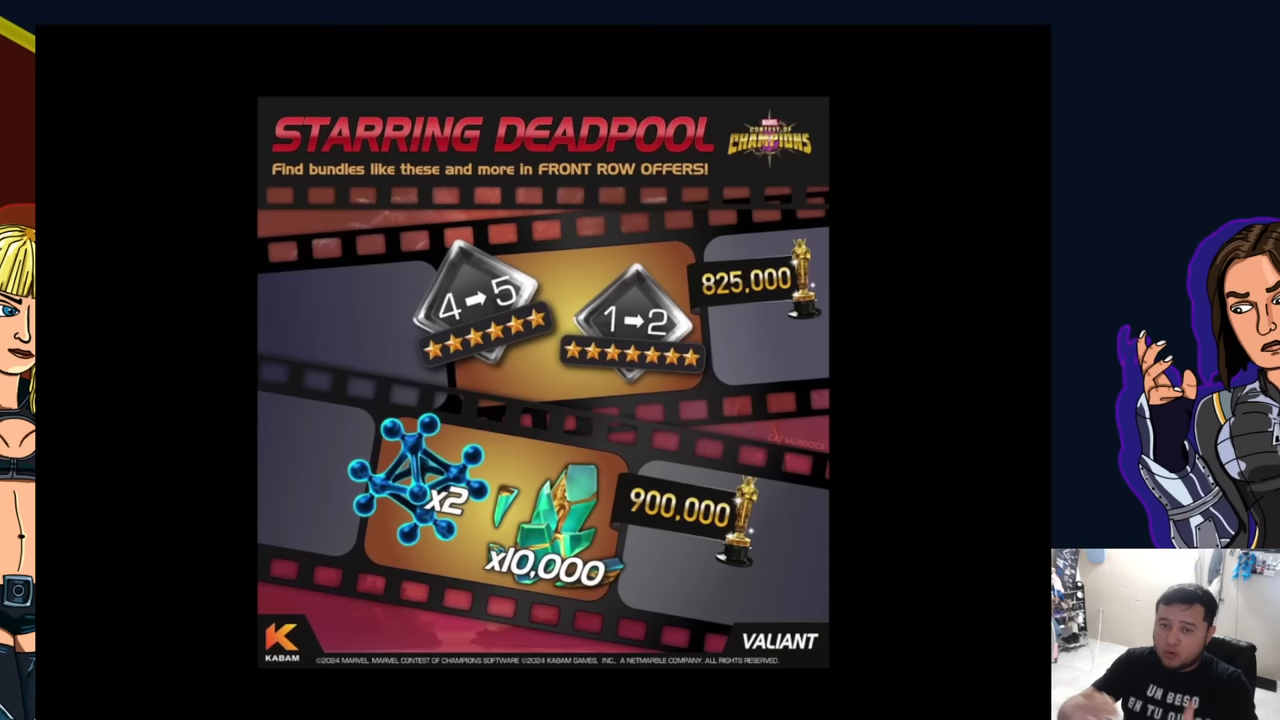 STARRING DEADPOOL
MARVEL
CONTEST OF
CHAMPIONS
Find bundles like these and more in FRONT ROW OFFERS!
4 → 5
1 → 2
825,000
CAT MURDOCK
x2
x10,000
900,000
KABAM
VALIANT
©2024 MARVEL. MARVEL CONTEST OF CHAMPIONS SOFTWARE ©2024 KABAM GAMES, INC., A NETMARBLE COMPANY. ALL RIGHTS RESERVED.
UN BESO
EN TU